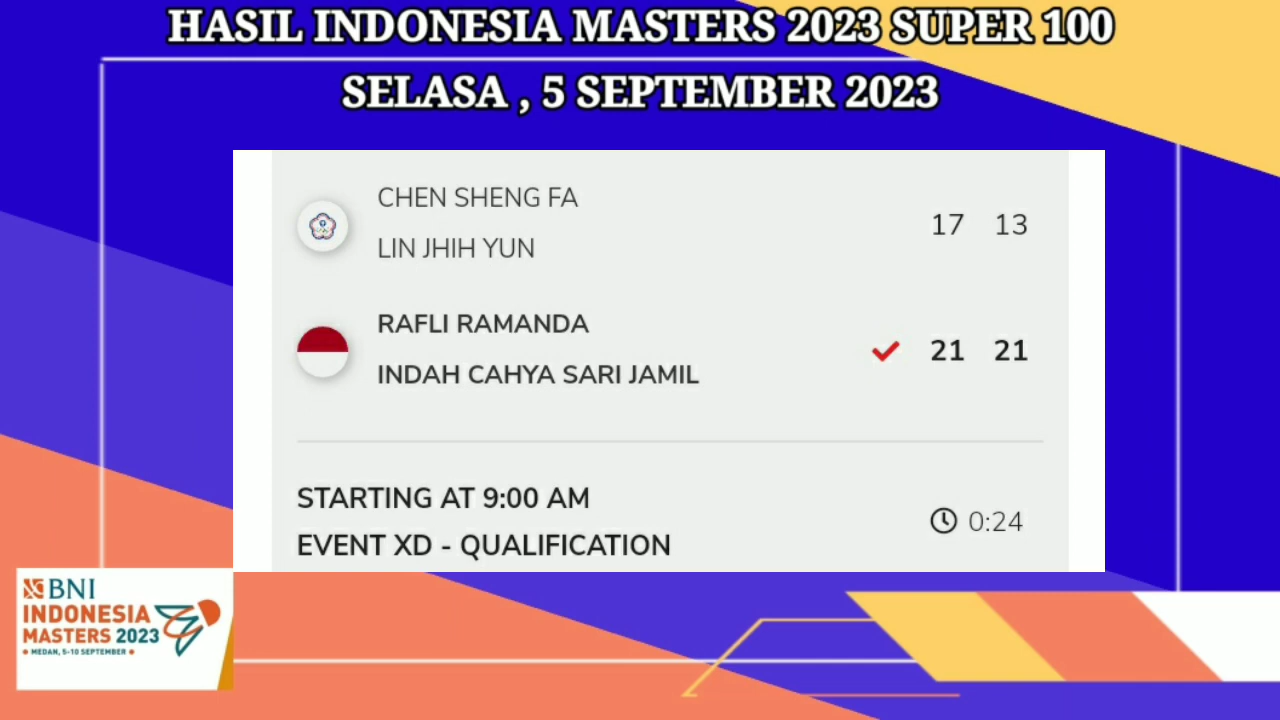 HASIL INDONESIA MASTERS 2023 SUPER 100
SELASA , 5 SEPTEMBER 2023
CHEN SHENG FA
LIN JHIH YUN
17 13
RAFLI RAMANDA
INDAH CAHYA SARI JAMIL
21 21
STARTING AT 9:00 AM
EVENT XD - QUALIFICATION
0:24
BNI
INDONESIA
MASTERS 2023
MEDAN, 5-10 SEPTEMBER